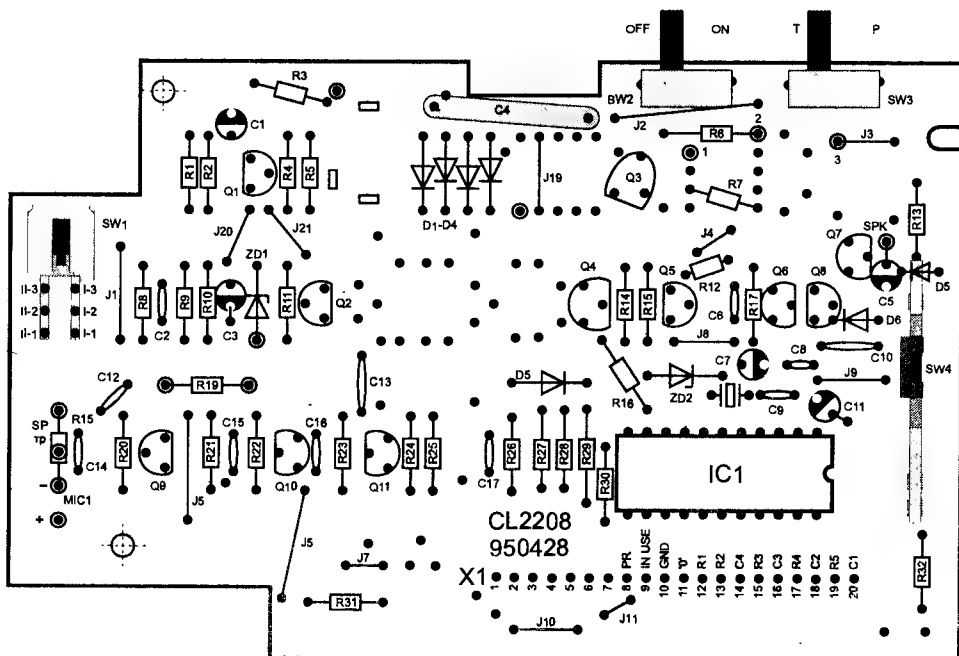 OFF ON T P
R3
BW2
C4
SW3
J2
2
C1
R6
J3
1
3
R1
R2
Q1
R4
R5
J19
Q3
R7
D1-D4
R13
SW1
J20
J21
ZD1
J4
Q7
SPK
II-3 I-3
II-2 I-2
II-1 I-1
J1
R8
C2
R9
R10
C3
R11
Q2
Q4
R14
R15
Q5
R12
C6
R17
Q6
Q8
C5
D5
D6
J8
C7
C8
C10
SW4
C12
R19
C13
D5
R16
ZD2
C9
J9
C11
R15
SP
TP
C14
R20
Q9
R21
C15
R22
Q10
C16
R23
Q11
R24
R25
C17
R26
R27
R28
R29
R30
IC1
−
MIC1
+
J5
CL2208
950428
J5
J7
X1
1
2
3
4
5
6
7
8 PR
9 IN USE
10 GND
11 'D'
12 R1
13 R2
14 C4
15 R3
16 C3
17 R4
18 C2
19 R5
20 C1
R32
R31
J10
J11